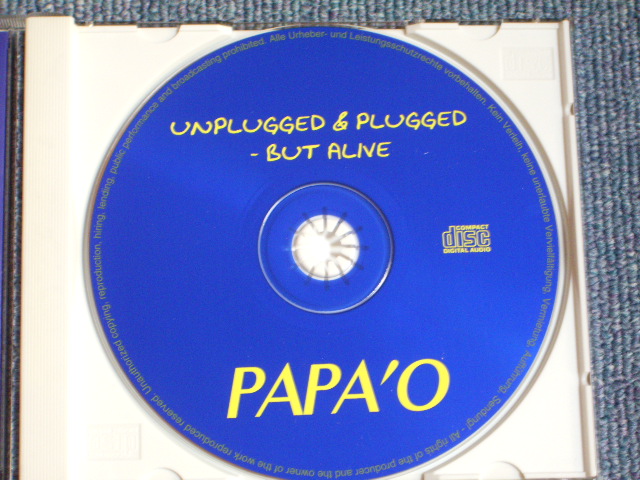 UNPLUGGED & PLUGGED
- BUT ALIVE
COMPACT
disc
DIGITAL AUDIO
PAPA'O
Alle Urheber- und Leistungsschutzrechte vorbehalten. Kein Verleih, keine unerlaubte Vervielfältigung, Vermietung, Aufführung, Sendung! - All rights of the producer and the owner of the work reproduced reserved. Unauthorized copying, reproduction, hiring, lending, public performance and broadcasting prohibited.